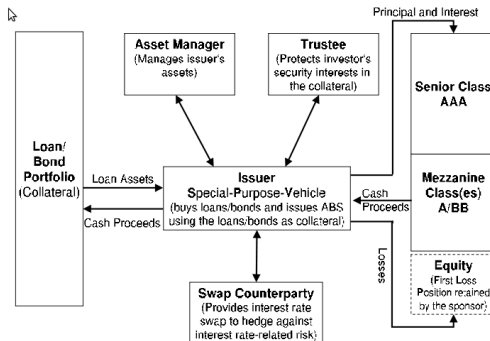 Principal and Interest
Asset Manager
(Manages issuer's
assets)
Trustee
(Protects investor's
security interests in
the collateral)
Senior Class
AAA
Loan/
Bond
Portfolio
(Collateral)
Loan Assets
Cash Proceeds
Issuer
Special-Purpose-Vehicle
(buys loans/bonds and issues ABS
using the loans/bonds as collateral)
Cash
Proceeds
Mezzanine
Class(es)
A/BB
Losses
Equity
(First Loss
Position retained
by the sponsor)
Swap Counterparty
(Provides interest rate
swap to hedge against
interest rate-related risk)